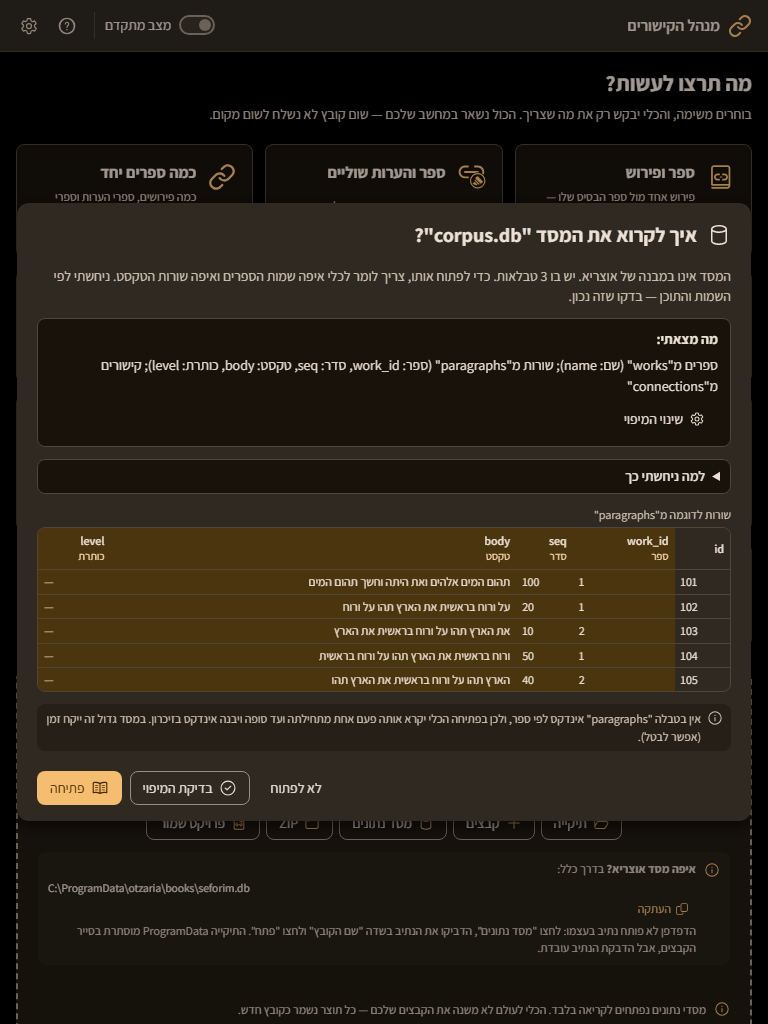 מנהל הקישורים
מצב מתקדם
מה תרצו לעשות?
בוחרים משימה, והכלי יבקש רק את מה שצריך. הכול נשאר במחשב שלכם — שום קובץ לא נשלח לשום מקום.
ספר ופירוש
ספר והערות שוליים
כמה ספרים יחד
פירוש אחד מול ספר הבסיס שלו —
כמה פירושים, ספרי הערות וספרי
איך לקרוא את המסד "corpus.db"?
המסד אינו במבנה של אוצריא. יש בו 3 טבלאות. כדי לפתוח אותו, צריך לומר לכלי איפה שמות הספרים ואיפה שורות הטקסט. ניחשתי לפי
השמות והתוכן — בדקו שזה נכון.
מה מצאתי:
ספרים מ"works" (שם: name); שורות מ"paragraphs" (ספר: work_id, סדר: seq, טקסט: body, כותרת: level); קישורים
מ"connections"
שינוי המיפוי
למה ניחשתי כך
שורות לדוגמה מ"paragraphs"
id work_id seq body level
ספר סדר טקסט כותרת
101 1 100 תהום המים אלהים ואת היתה וחשך תהום המים —
102 1 20 על ורוח בראשית את הארץ תהו על ורוח —
103 2 10 את הארץ תהו על ורוח בראשית את הארץ —
104 1 50 ורוח בראשית את הארץ תהו על ורוח בראשית —
105 2 40 הארץ תהו על ורוח בראשית את הארץ תהו —
אין בטבלה "paragraphs" אינדקס לפי ספר, ולכן בפתיחה הכלי יקרא אותה פעם אחת מתחילתה ועד סופה ויבנה אינדקס בזיכרון. במסד גדול זה ייקח זמן
(אפשר לבטל).
לא לפתוח
בדיקת המיפוי
פתיחה
תיקייה
קבצים
מסד נתונים
ZIP
פרויקט שמור
איפה מסד אוצריא? בדרך כלל:
C:\ProgramData\otzaria\books\seforim.db
העתקה
הדפדפן לא פותח נתיב בעצמו: לחצו "מסד נתונים", הדביקו את הנתיב בשדה "שם הקובץ" ולחצו "פתח". התיקייה ProgramData מוסתרת בסייר
הקבצים, אבל הדבקת הנתיב עובדת.
מסדי נתונים נפתחים לקריאה בלבד. הכלי לעולם לא משנה את הקבצים שלכם — כל תוצר נשמר כקובץ חדש.